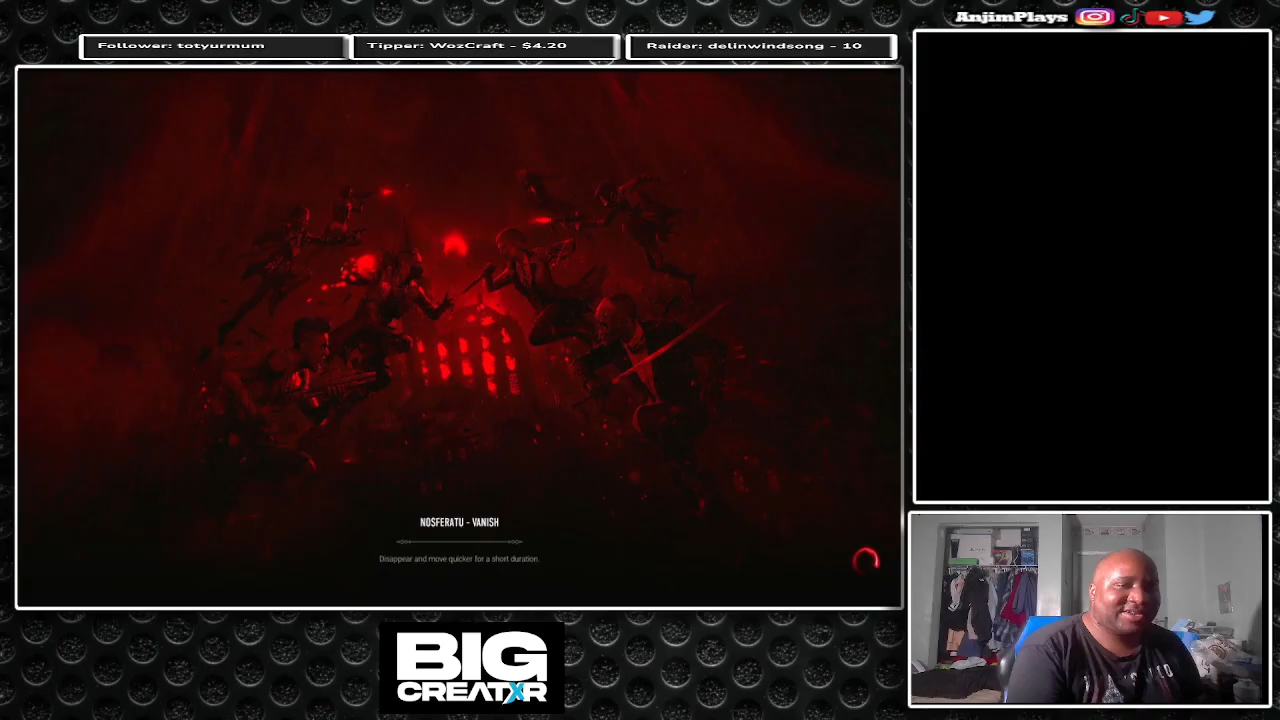 AnjimPlays
Follower: totyurmum
Tipper: WozCraft - $4.20
Raider: delinwindsong - 10
NOSFERATU - VANISH
Disappear and move quicker for a short duration.
BIG
CREATXR